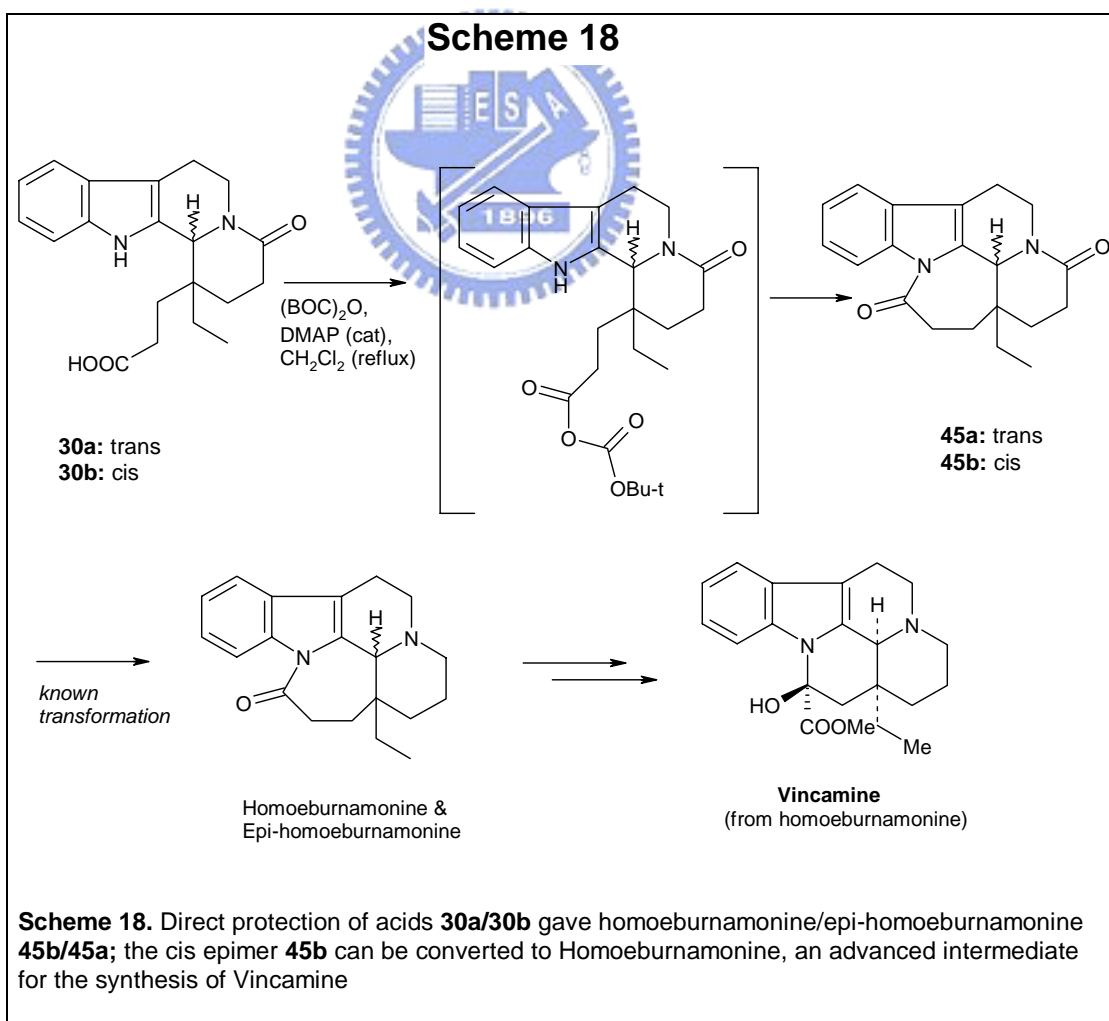 Scheme 18
E S A
1896
H
N
O
N
H
HOOC
(BOC)₂O,
DMAP (cat),
CH₂Cl₂ (reflux)
H
N
O
N
H
O
O
O
OBu-t
H
N
O
N
O
30a: trans
30b: cis
45a: trans
45b: cis
known
transformation
H
N
N
O
H
N
N
HO
COOMe
Me
Homoeburnamonine &
Epi-homoeburnamonine
Vincamine
(from homoeburnamonine)
Scheme 18. Direct protection of acids 30a/30b gave homoeburnamonine/epi-homoeburnamonine
45b/45a; the cis epimer 45b can be converted to Homoeburnamonine, an advanced intermediate
for the synthesis of Vincamine